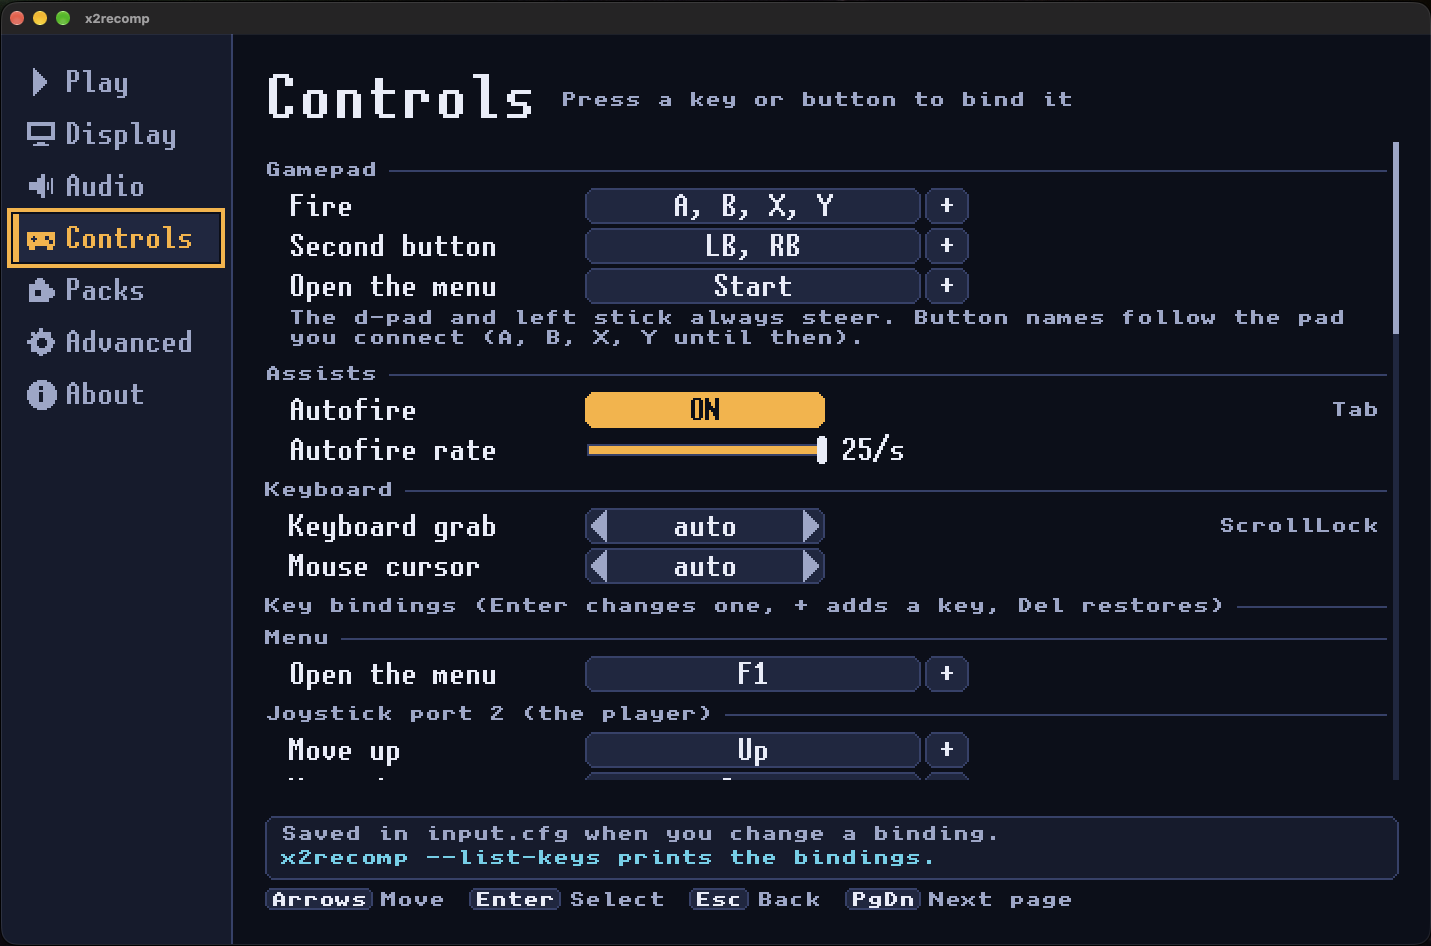 x2recomp
Play
Display
Audio
Controls
Packs
Advanced
About
Controls Press a key or button to bind it
Gamepad
Fire A, B, X, Y +
Second button LB, RB +
Open the menu Start +
The d-pad and left stick always steer. Button names follow the pad
you connect (A, B, X, Y until then).
Assists
Autofire ON Tab
Autofire rate 25/s
Keyboard
Keyboard grab auto ScrollLock
Mouse cursor auto
Key bindings (Enter changes one, + adds a key, Del restores)
Menu
Open the menu F1 +
Joystick port 2 (the player)
Move up Up +
Saved in input.cfg when you change a binding.
x2recomp --list-keys prints the bindings.
Arrows Move Enter Select Esc Back PgDn Next page